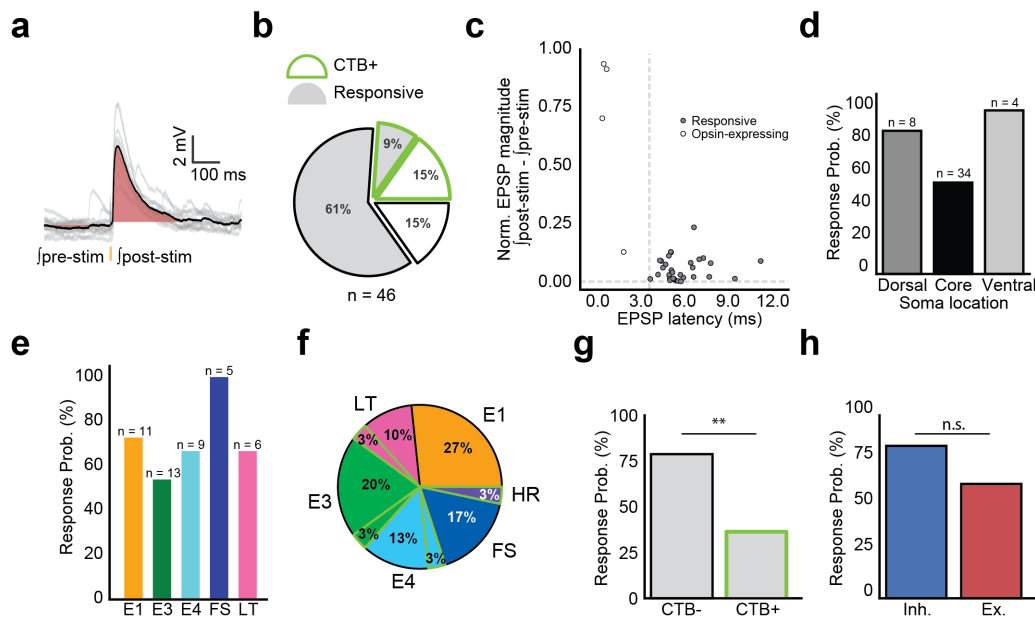 a
2 mV
100 ms
∫pre-stim
∫post-stim
b
CTB+
Responsive
9%
15%
61%
15%
n = 46
c
Norm. EPSP magnitude
∫post-stim - ∫pre-stim
1.00
0.75
0.50
0.25
0.00
Responsive
Opsin-expressing
0.0 3.0 6.0 9.0 12.0
EPSP latency (ms)
d
Response Prob. (%)
100
80
60
40
20
0
n = 8
n = 34
n = 4
Dorsal Core Ventral
Soma location
e
Response Prob. (%)
100
80
60
40
20
0
n = 11
n = 13
n = 9
n = 5
n = 6
E1 E3 E4 FS LT
f
LT
E1
10%
27%
3%
20%
HR
3%
3%
17%
13%
3%
E3
FS
E4
g
Response Prob. (%)
100
75
50
25
0
**
CTB- CTB+
h
Response Prob. (%)
100
75
50
25
0
n.s.
Inh. Ex.